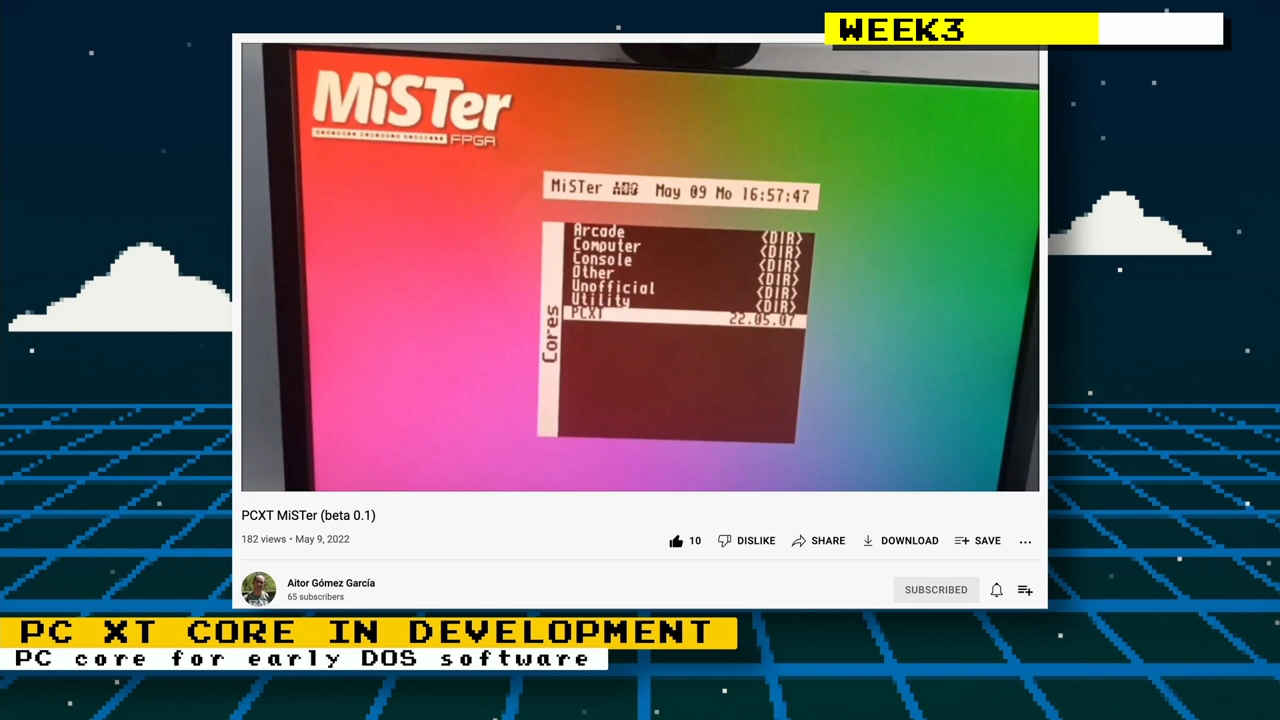 WEEK3
MiSTer
FPGA
MiSTer May 09 Mo 16:57:47
Cores
Arcade <DIR>
Computer <DIR>
Console <DIR>
Other <DIR>
Unofficial <DIR>
Utility <DIR>
PCXT 22.05.07
PCXT MiSTer (beta 0.1)
182 views • May 9, 2022
10 DISLIKE SHARE DOWNLOAD SAVE ...
Aitor Gómez García
65 subscribers
SUBSCRIBED
PC XT CORE IN DEVELOPMENT
PC core for early DOS software